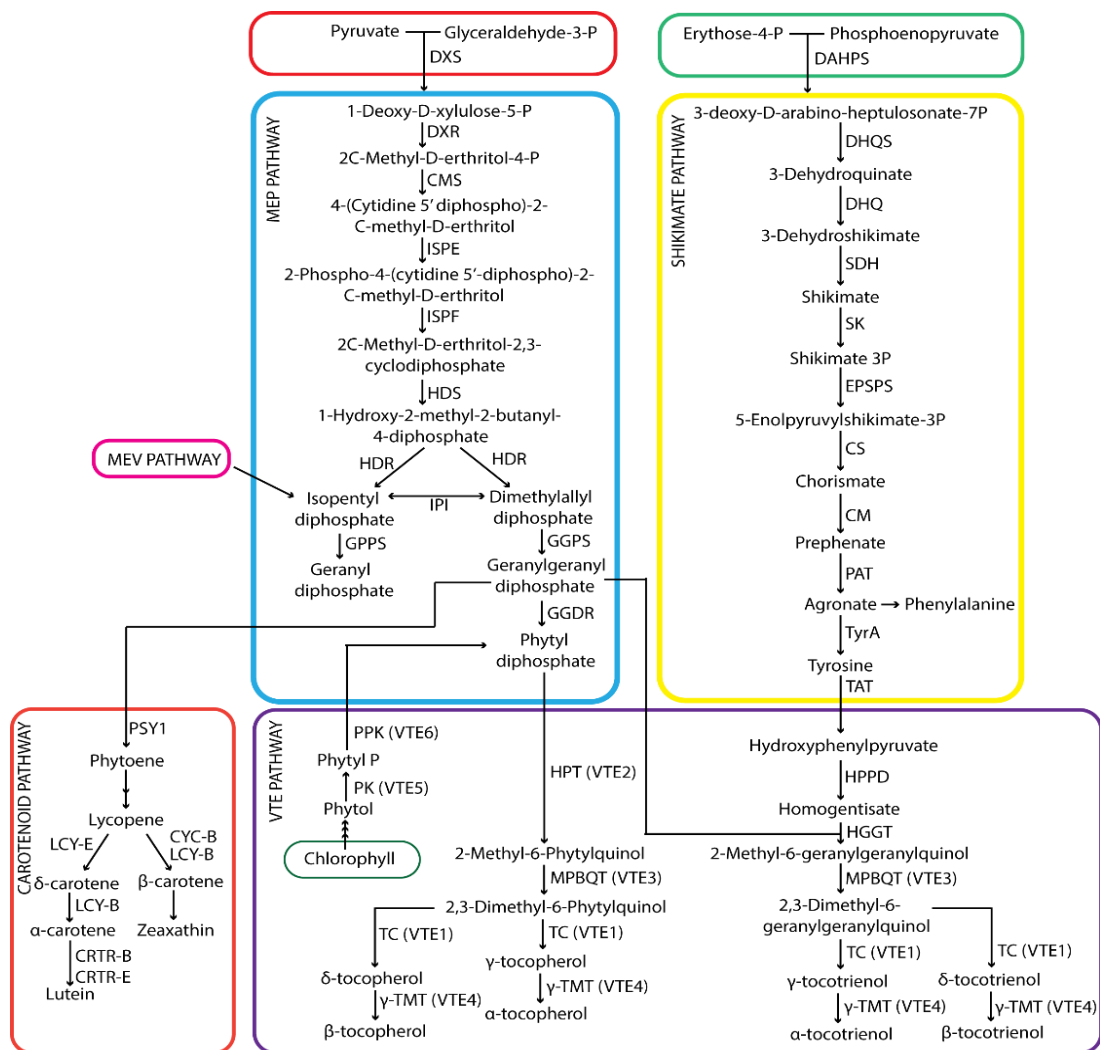 Pyruvate
Glyceraldehyde-3-P
DXS
Erythose-4-P
Phosphoenopyruvate
DAHPS
MEP PATHWAY
1-Deoxy-D-xylulose-5-P
DXR
2C-Methyl-D-erthritol-4-P
CMS
4-(Cytidine 5’ diphospho)-2-
C-methyl-D-erthritol
ISPE
2-Phospho-4-(cytidine 5’-diphospho)-2-
C-methyl-D-erthritol
ISPF
2C-Methyl-D-erthritol-2,3-
cyclodiphosphate
HDS
1-Hydroxy-2-methyl-2-butanyl-
4-diphosphate
HDR
HDR
MEV PATHWAY
Isopentyl
diphosphate
IPI
Dimethylallyl
diphosphate
GPPS
GGPS
Geranyl
diphosphate
Geranylgeranyl
diphosphate
GGDR
Phytyl
diphosphate
SHIKIMATE PATHWAY
3-deoxy-D-arabino-heptulosonate-7P
DHQS
3-Dehydroquinate
DHQ
3-Dehydroshikimate
SDH
Shikimate
SK
Shikimate 3P
EPSPS
5-Enolpyruvylshikimate-3P
CS
Chorismate
CM
Prephenate
PAT
Agronate
Phenylalanine
TyrA
Tyrosine
TAT
CAROTENOID PATHWAY
PSY1
Phytoene
Lycopene
LCY-E
CYC-B
LCY-B
δ-carotene
β-carotene
LCY-B
α-carotene
Zeaxathin
CRTR-B
CRTR-E
Lutein
VTE PATHWAY
PPK (VTE6)
Phytyl P
PK (VTE5)
Phytol
Chlorophyll
HPT (VTE2)
2-Methyl-6-Phytylquinol
MPBQT (VTE3)
2,3-Dimethyl-6-Phytylquinol
TC (VTE1)
TC (VTE1)
δ-tocopherol
γ-tocopherol
γ-TMT (VTE4)
γ-TMT (VTE4)
β-tocopherol
α-tocopherol
Hydroxyphenylpyruvate
HPPD
Homogentisate
HGGT
2-Methyl-6-geranylgeranylquinol
MPBQT (VTE3)
2,3-Dimethyl-6-
geranylgeranylquinol
TC (VTE1)
TC (VTE1)
γ-tocotrienol
δ-tocotrienol
γ-TMT (VTE4)
γ-TMT (VTE4)
α-tocotrienol
β-tocotrienol